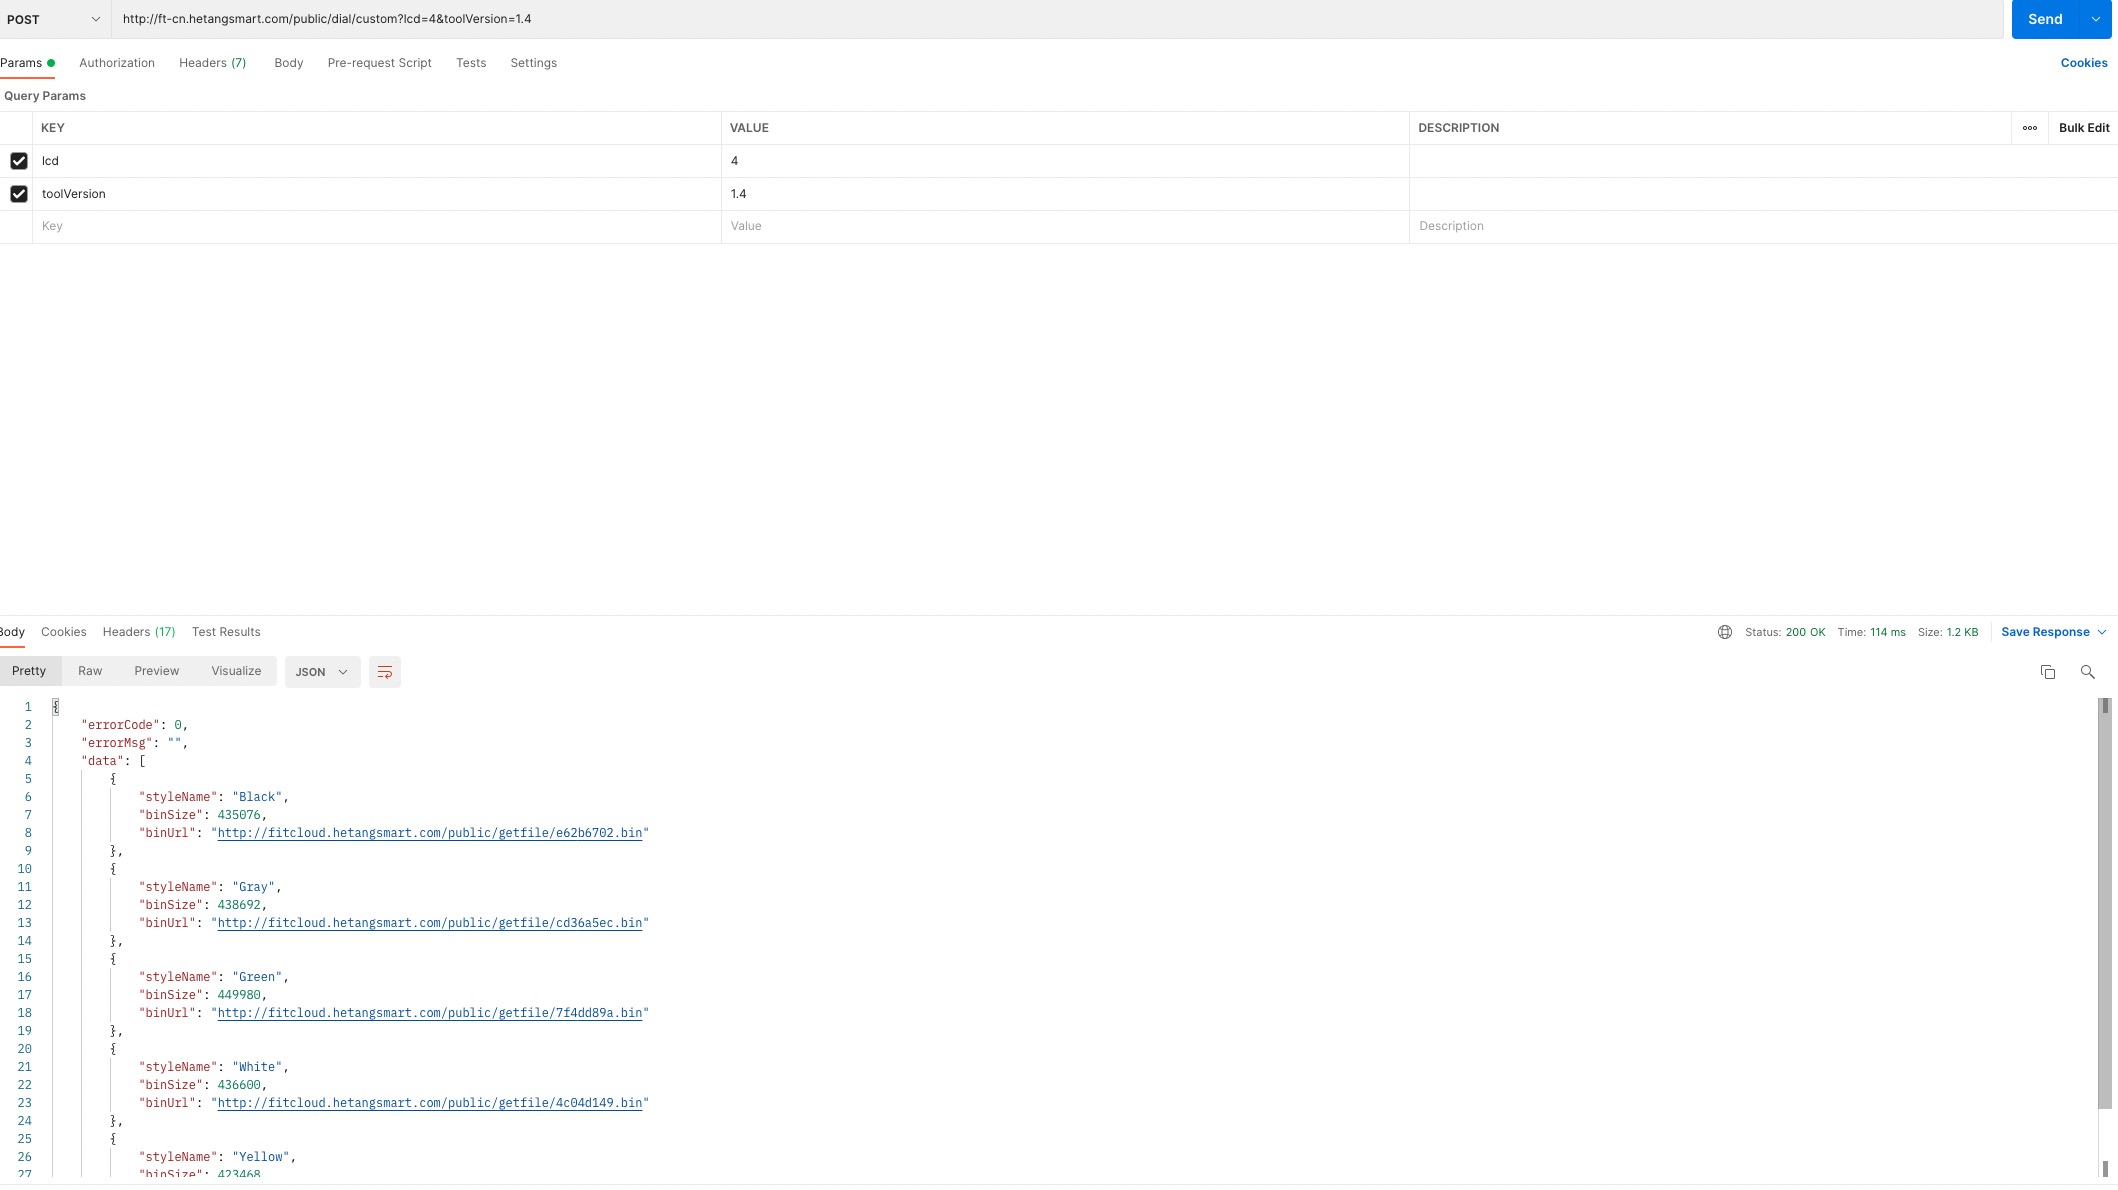 POST http://ft-cn.hetangsmart.com/public/dial/custom?lcd=4&toolVersion=1.4 Send
Params Authorization Headers (7) Body Pre-request Script Tests Settings Cookies
Query Params
KEY VALUE DESCRIPTION Bulk Edit
lcd 4
toolVersion 1.4
Key Value Description
Body Cookies Headers (17) Test Results Status: 200 OK Time: 114 ms Size: 1.2 KB Save Response
Pretty Raw Preview Visualize JSON
1 {
2 "errorCode": 0,
3 "errorMsg": "",
4 "data": [
5 {
6 "styleName": "Black",
7 "binSize": 435076,
8 "binUrl": "http://fitcloud.hetangsmart.com/public/getfile/e62b6702.bin"
9 },
10 {
11 "styleName": "Gray",
12 "binSize": 438692,
13 "binUrl": "http://fitcloud.hetangsmart.com/public/getfile/cd36a5ec.bin"
14 },
15 {
16 "styleName": "Green",
17 "binSize": 449980,
18 "binUrl": "http://fitcloud.hetangsmart.com/public/getfile/7f4dd89a.bin"
19 },
20 {
21 "styleName": "White",
22 "binSize": 436600,
23 "binUrl": "http://fitcloud.hetangsmart.com/public/getfile/4c04d149.bin"
24 },
25 {
26 "styleName": "Yellow",
27 "binSize": 423468